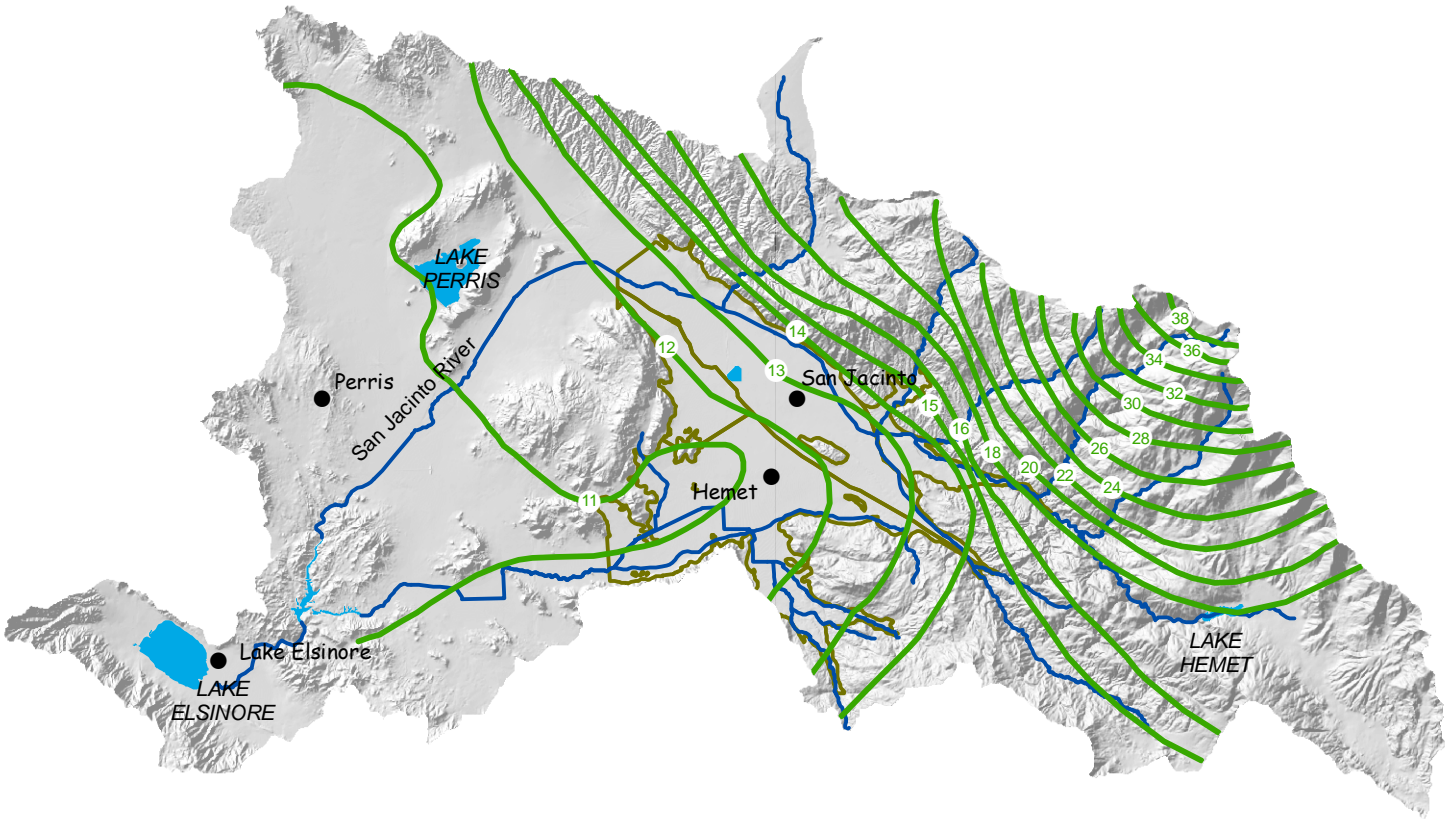 38
36
34
32
30
28
26
24
22
20
18
16
15
14
13
12
11
LAKE
PERRIS
San Jacinto River
Perris
San Jacinto
Hemet
Lake Elsinore
LAKE
ELSINORE
LAKE
HEMET